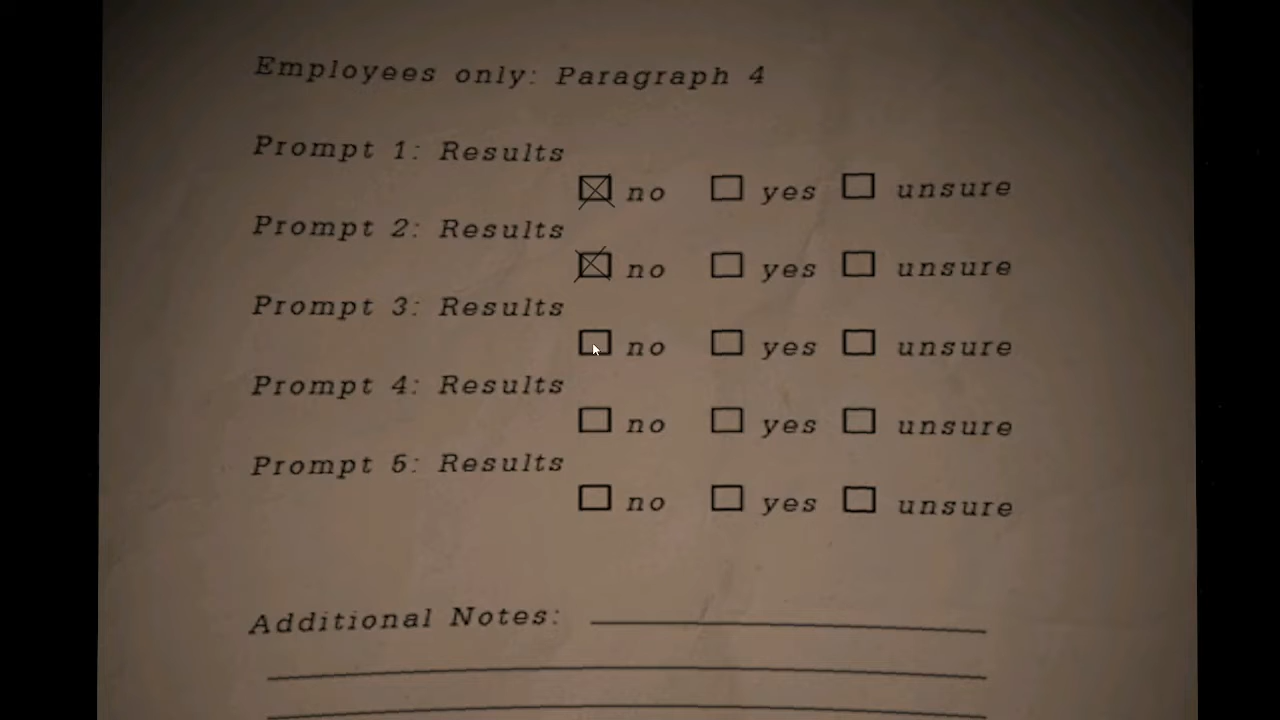 Employees only: Paragraph 4
Prompt 1: Results
no yes unsure
Prompt 2: Results
no yes unsure
Prompt 3: Results
no yes unsure
Prompt 4: Results
no yes unsure
Prompt 5: Results
no yes unsure
Additional Notes: